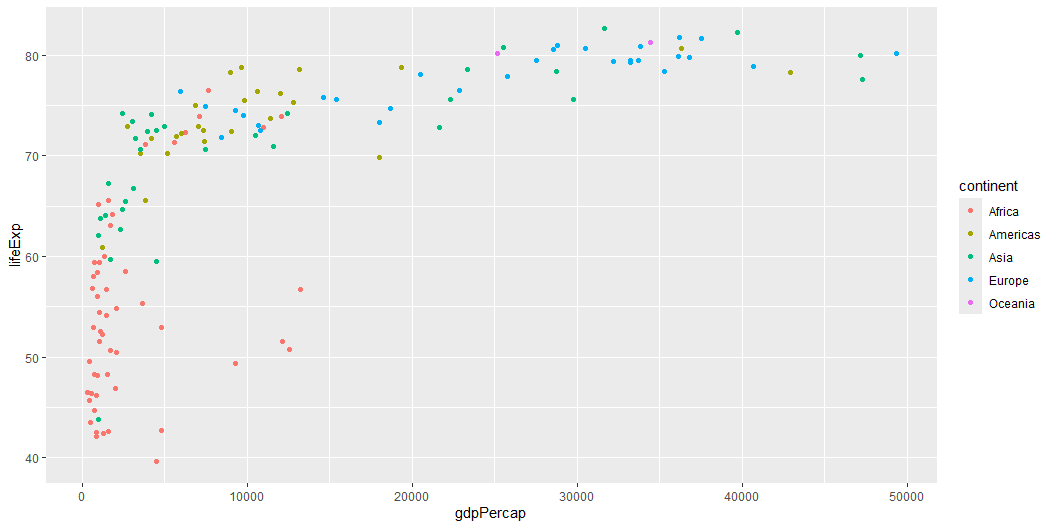 80
70
60
50
40
lifeExp
0 10000 20000 30000 40000 50000
gdpPercap
continent
Africa
Americas
Asia
Europe
Oceania